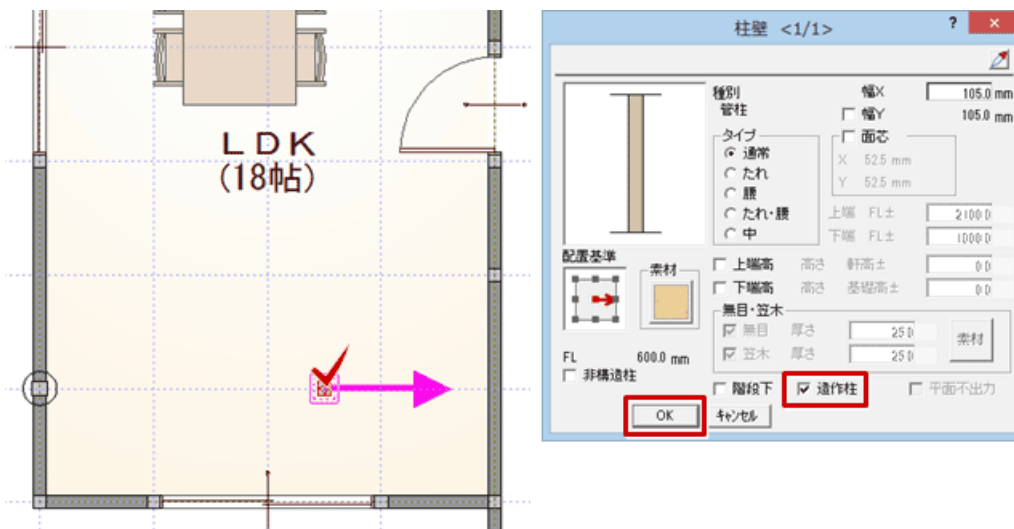 LDK
(18帖)
柱壁 <1/1>
?
×
種別
管柱
幅X 105.0 mm
幅Y 105.0 mm
タイプ
通常
たれ
腰
たれ・腰
中
面芯
X 52.5 mm
Y 52.5 mm
上端 FL± 2100.0
下端 FL± 1000.0
配置基準
素材
上端高 高さ 軒高± 0.0
下端高 高さ 基礎高± 0.0
無目・笠木
無目 厚さ 25.0
笠木 厚さ 25.0
素材
FL 600.0 mm
非構造柱
階段下
造作柱
平面不出力
OK
キャンセル